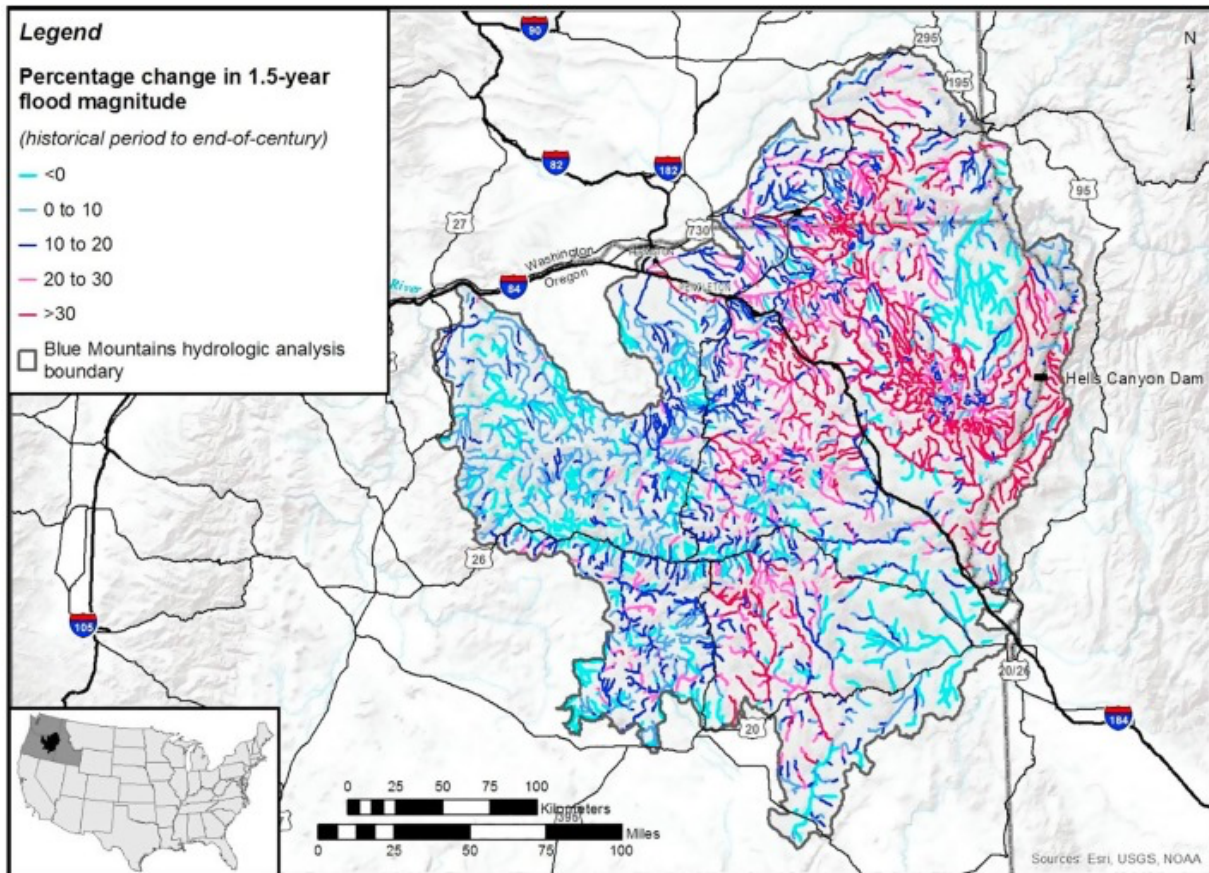 Legend
Percentage change in 1.5-year
flood magnitude
(historical period to end-of-century)
<0
0 to 10
10 to 20
20 to 30
>30
Blue Mountains hydrologic analysis
boundary
90
295
195
N
82
182
95
27
730
Washington
Oregon
84
River
PENDLETON
Hells Canyon Dam
26
105
20/26
20
184
0 25 50 75 100
Kilometers
395
Miles
0 25 50 75 100
Sources: Esri, USGS, NOAA